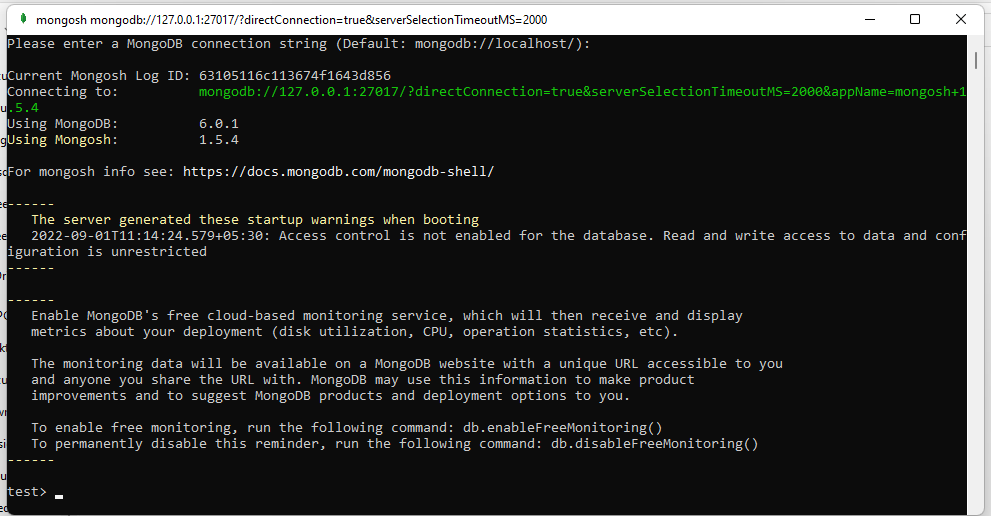 mongosh mongodb://127.0.0.1:27017/?directConnection=true&serverSelectionTimeoutMS=2000
Please enter a MongoDB connection string (Default: mongodb://localhost/):
Current Mongosh Log ID: 63105116c113674f1643d856
Connecting to: mongodb://127.0.0.1:27017/?directConnection=true&serverSelectionTimeoutMS=2000&appName=mongosh+1
.5.4
Using MongoDB: 6.0.1
Using Mongosh: 1.5.4
For mongosh info see: https://docs.mongodb.com/mongodb-shell/
------
The server generated these startup warnings when booting
2022-09-01T11:14:24.579+05:30: Access control is not enabled for the database. Read and write access to data and conf
iguration is unrestricted
------
------
Enable MongoDB's free cloud-based monitoring service, which will then receive and display
metrics about your deployment (disk utilization, CPU, operation statistics, etc).
The monitoring data will be available on a MongoDB website with a unique URL accessible to you
and anyone you share the URL with. MongoDB may use this information to make product
improvements and to suggest MongoDB products and deployment options to you.
To enable free monitoring, run the following command: db.enableFreeMonitoring()
To permanently disable this reminder, run the following command: db.disableFreeMonitoring()
------
test>